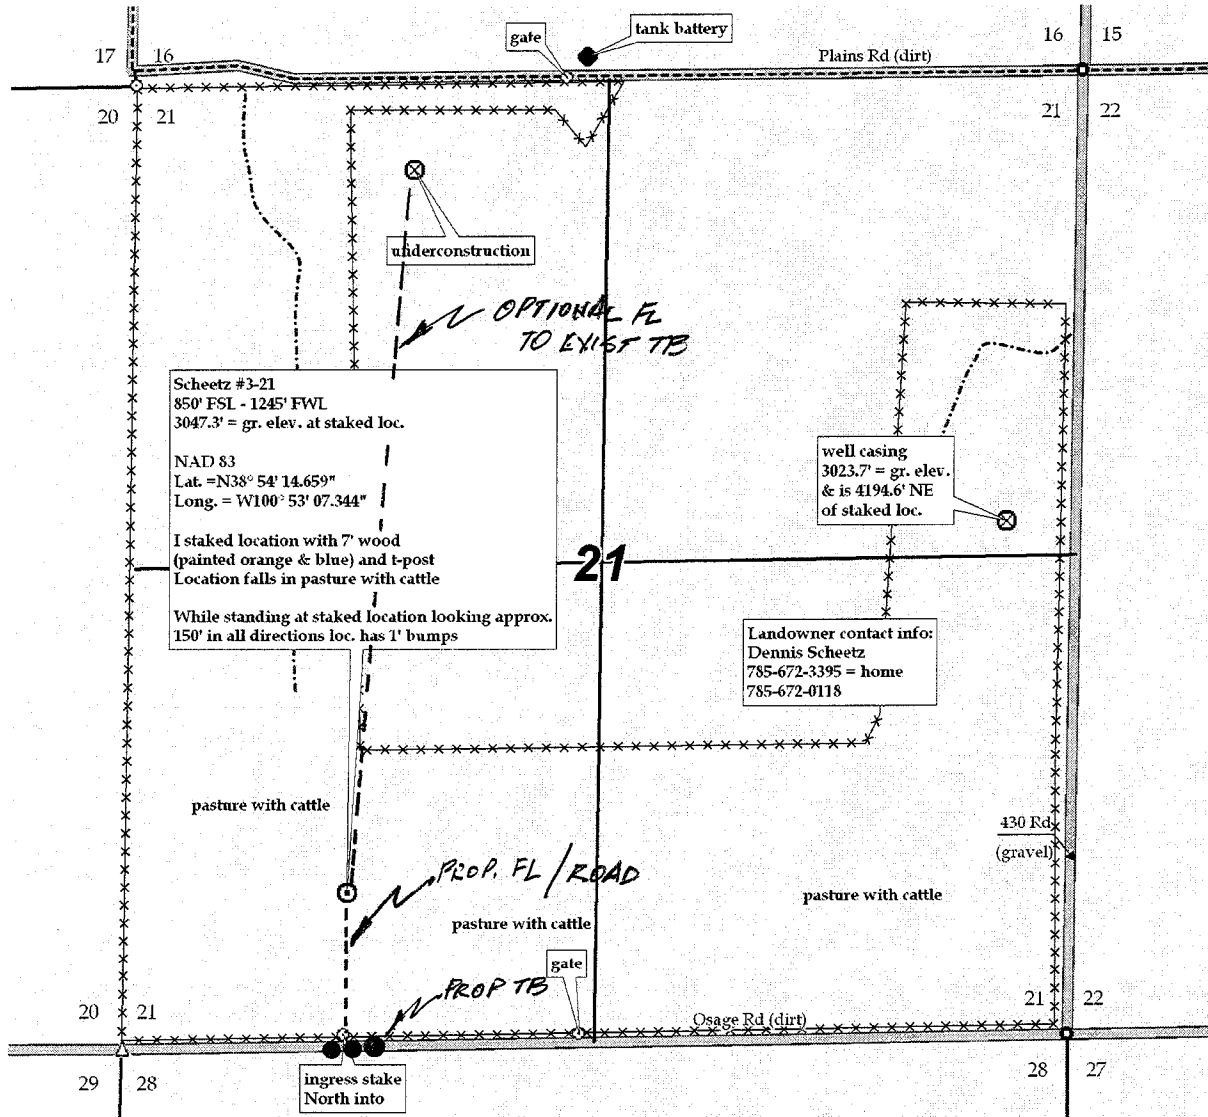 tank battery
gate
17 16
16 15
Plains Rd (dirt)
20 21
21 22
underconstruction
OPTIONAL FL
TO EXIST TB
Scheetz #3-21
850' FSL - 1245' FWL
3047.3' = gr. elev. at staked loc.
NAD 83
Lat. =N38° 54' 14.659"
Long. = W100° 53' 07.344"
I staked location with 7' wood
(painted orange & blue) and t-post
Location falls in pasture with cattle
While standing at staked location looking approx.
150' in all directions loc. has 1' bumps
well casing
3023.7' = gr. elev.
& is 4194.6' NE
of staked loc.
21
Landowner contact info:
Dennis Scheetz
785-672-3395 = home
785-672-0118
pasture with cattle
430 Rd
(gravel)
PROP. FL / ROAD
pasture with cattle
pasture with cattle
gate
PROP TB
20 21
21 22
Osage Rd (dirt)
29 28
28 27
ingress stake
North into